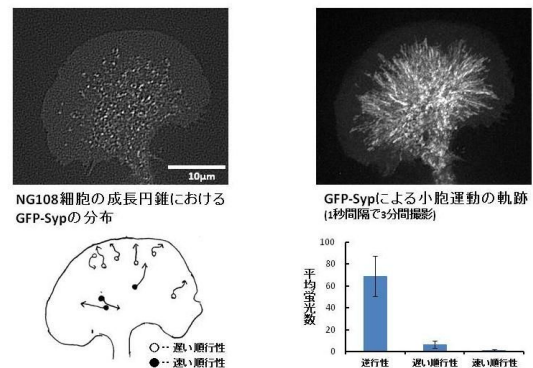 10μm
NG108細胞の成長円錐における
GFP-Sypの分布
GFP-Sypによる小胞運動の軌跡
(1秒間隔で3分間撮影)
○‥遅い順行性
●‥速い順行性
平均蛍光数
100
80
60
40
20
0
逆行性 遅い順行性 速い順行性